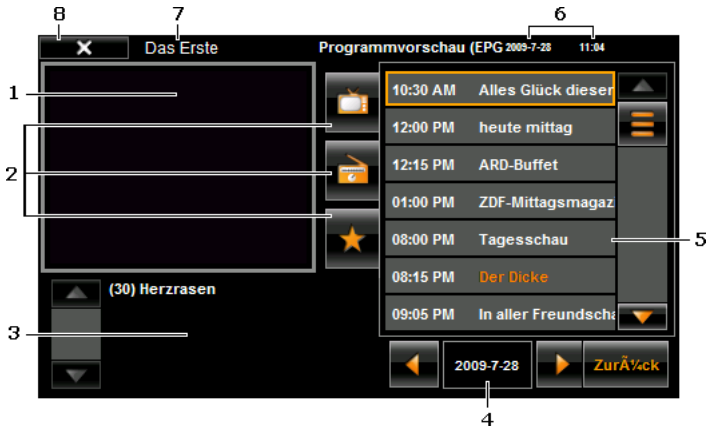 8 7 6
X Das Erste Programmvorschau (EPG 2009-7-28 11:04
1
2
10:30 AM Alles Glück dieser
12:00 PM heute mittag
12:15 PM ARD-Buffet
01:00 PM ZDF-Mittagsmagaz
08:00 PM Tagesschau
5
08:15 PM Der Dicke
09:05 PM In aller Freundscha
(30) Herzrasen
3
2009-7-28 ZurÃ¼ck
4